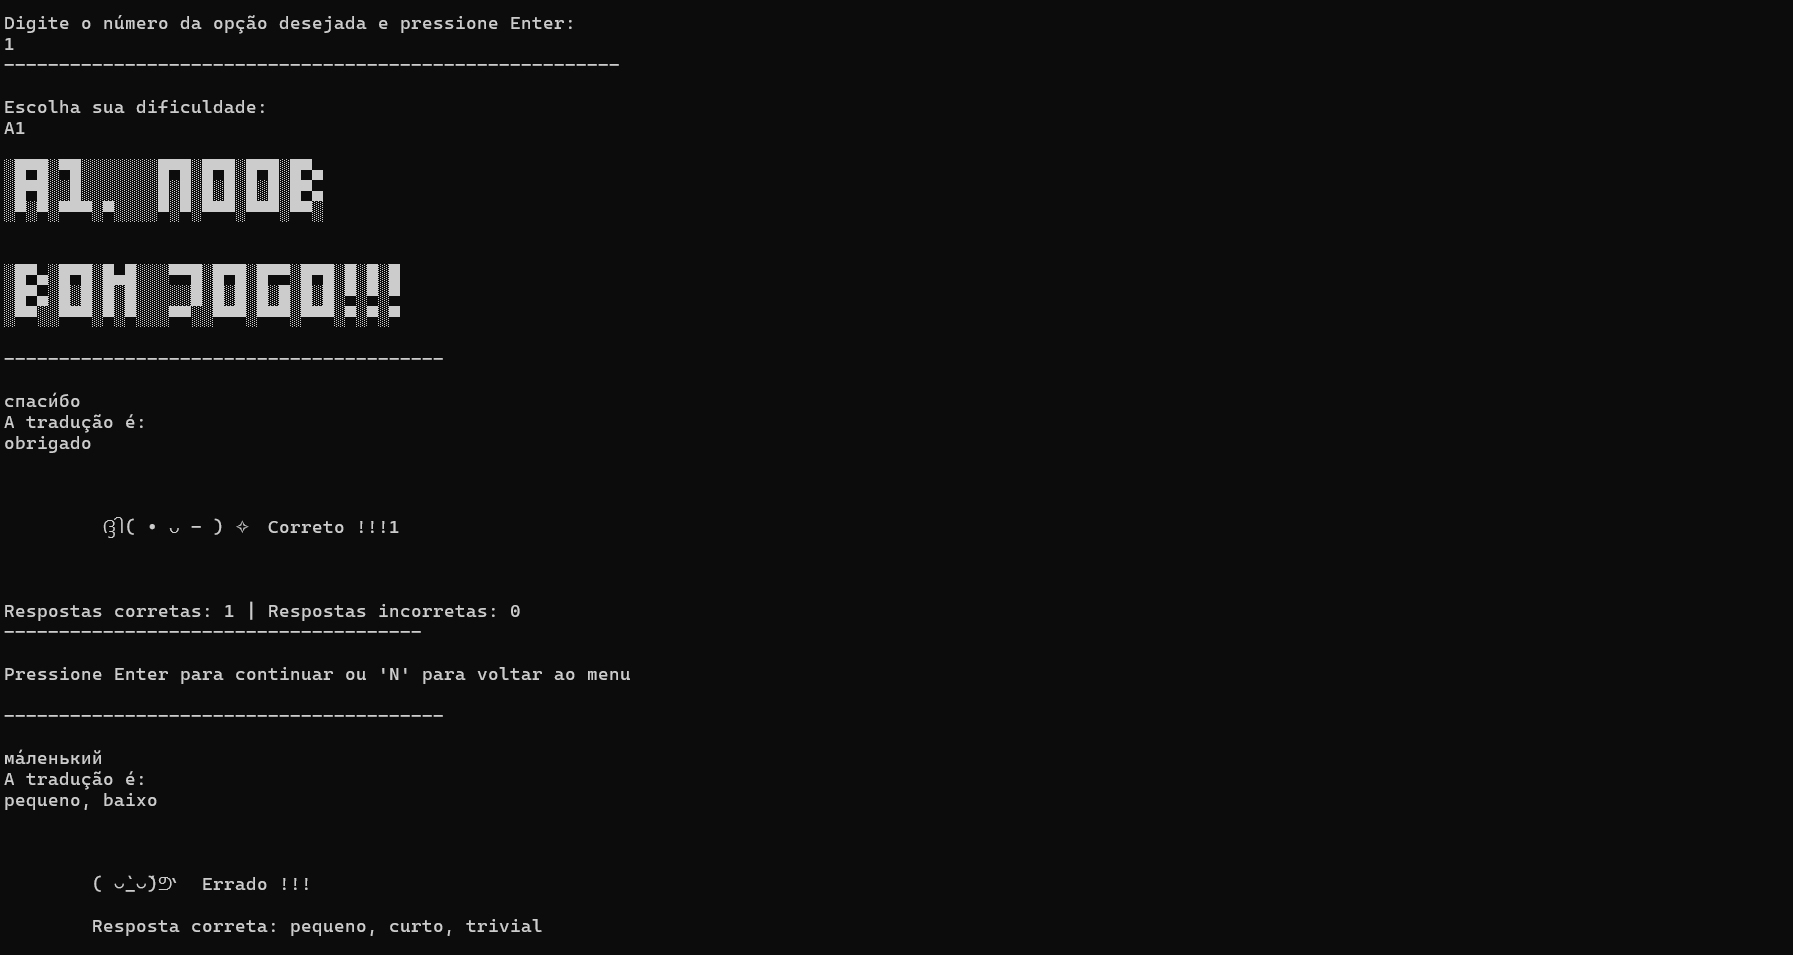 Digite o número da opção desejada e pressione Enter:
1
--------------------------------------------------------
Escolha sua dificuldade:
A1
A1, MODE
BOM JOGO!!!
----------------------------------------
спаси́бо
A tradução é:
obrigado
( • ᴗ - ) ✧ Correto !!!1
Respostas corretas: 1 | Respostas incorretas: 0
--------------------------------------
Pressione Enter para continuar ou 'N' para voltar ao menu
----------------------------------------
ма́ленький
A tradução é:
pequeno, baixo
Errado !!!
Resposta correta: pequeno, curto, trivial